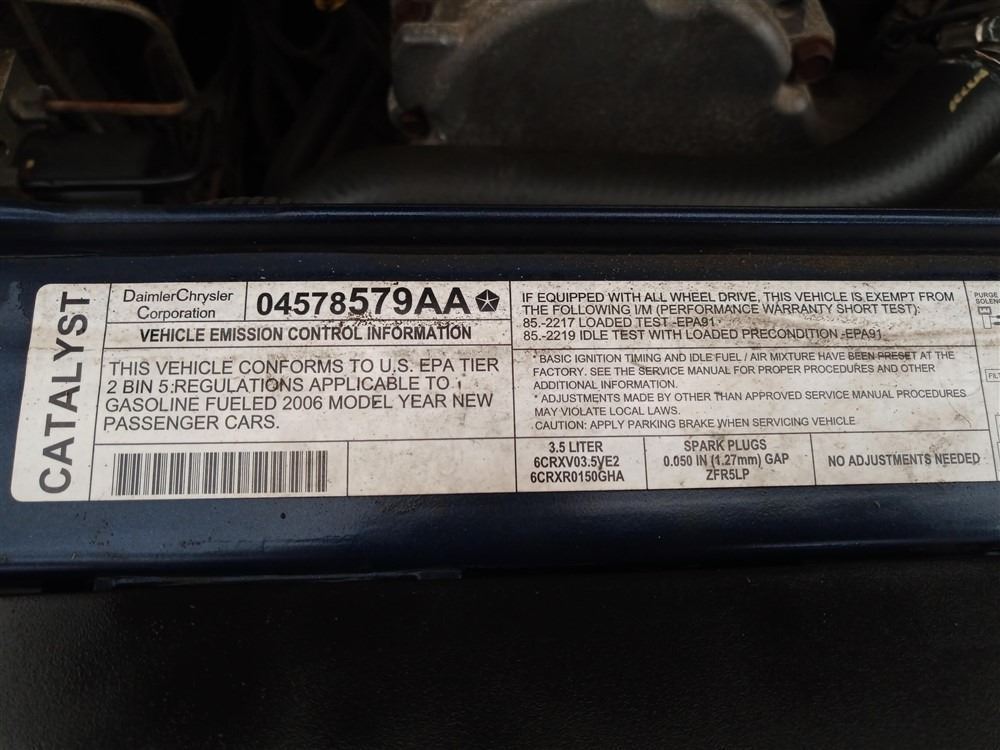 CATALYST
DaimlerChrysler
Corporation
04578579AA
VEHICLE EMISSION CONTROL INFORMATION
THIS VEHICLE CONFORMS TO U.S. EPA TIER
2 BIN 5 REGULATIONS APPLICABLE TO
GASOLINE FUELED 2006 MODEL YEAR NEW
PASSENGER CARS.
IF EQUIPPED WITH ALL WHEEL DRIVE, THIS VEHICLE IS EXEMPT FROM
THE FOLLOWING I/M (PERFORMANCE WARRANTY SHORT TEST):
85.-2217 LOADED TEST -EPA91
85.-2219 IDLE TEST WITH LOADED PRECONDITION -EPA91
* BASIC IGNITION TIMING AND IDLE FUEL / AIR MIXTURE HAVE BEEN PRESET AT THE
FACTORY. SEE THE SERVICE MANUAL FOR PROPER PROCEDURES AND OTHER
ADDITIONAL INFORMATION.
* ADJUSTMENTS MADE BY OTHER THAN APPROVED SERVICE MANUAL PROCEDURES
MAY VIOLATE LOCAL LAWS.
CAUTION: APPLY PARKING BRAKE WHEN SERVICING VEHICLE
3.5 LITER
6CRXV03.5VE2
6CRXR0150GHA
SPARK PLUGS
0.050 IN (1.27mm) GAP
ZFR5LP
NO ADJUSTMENTS NEEDED
PURGE